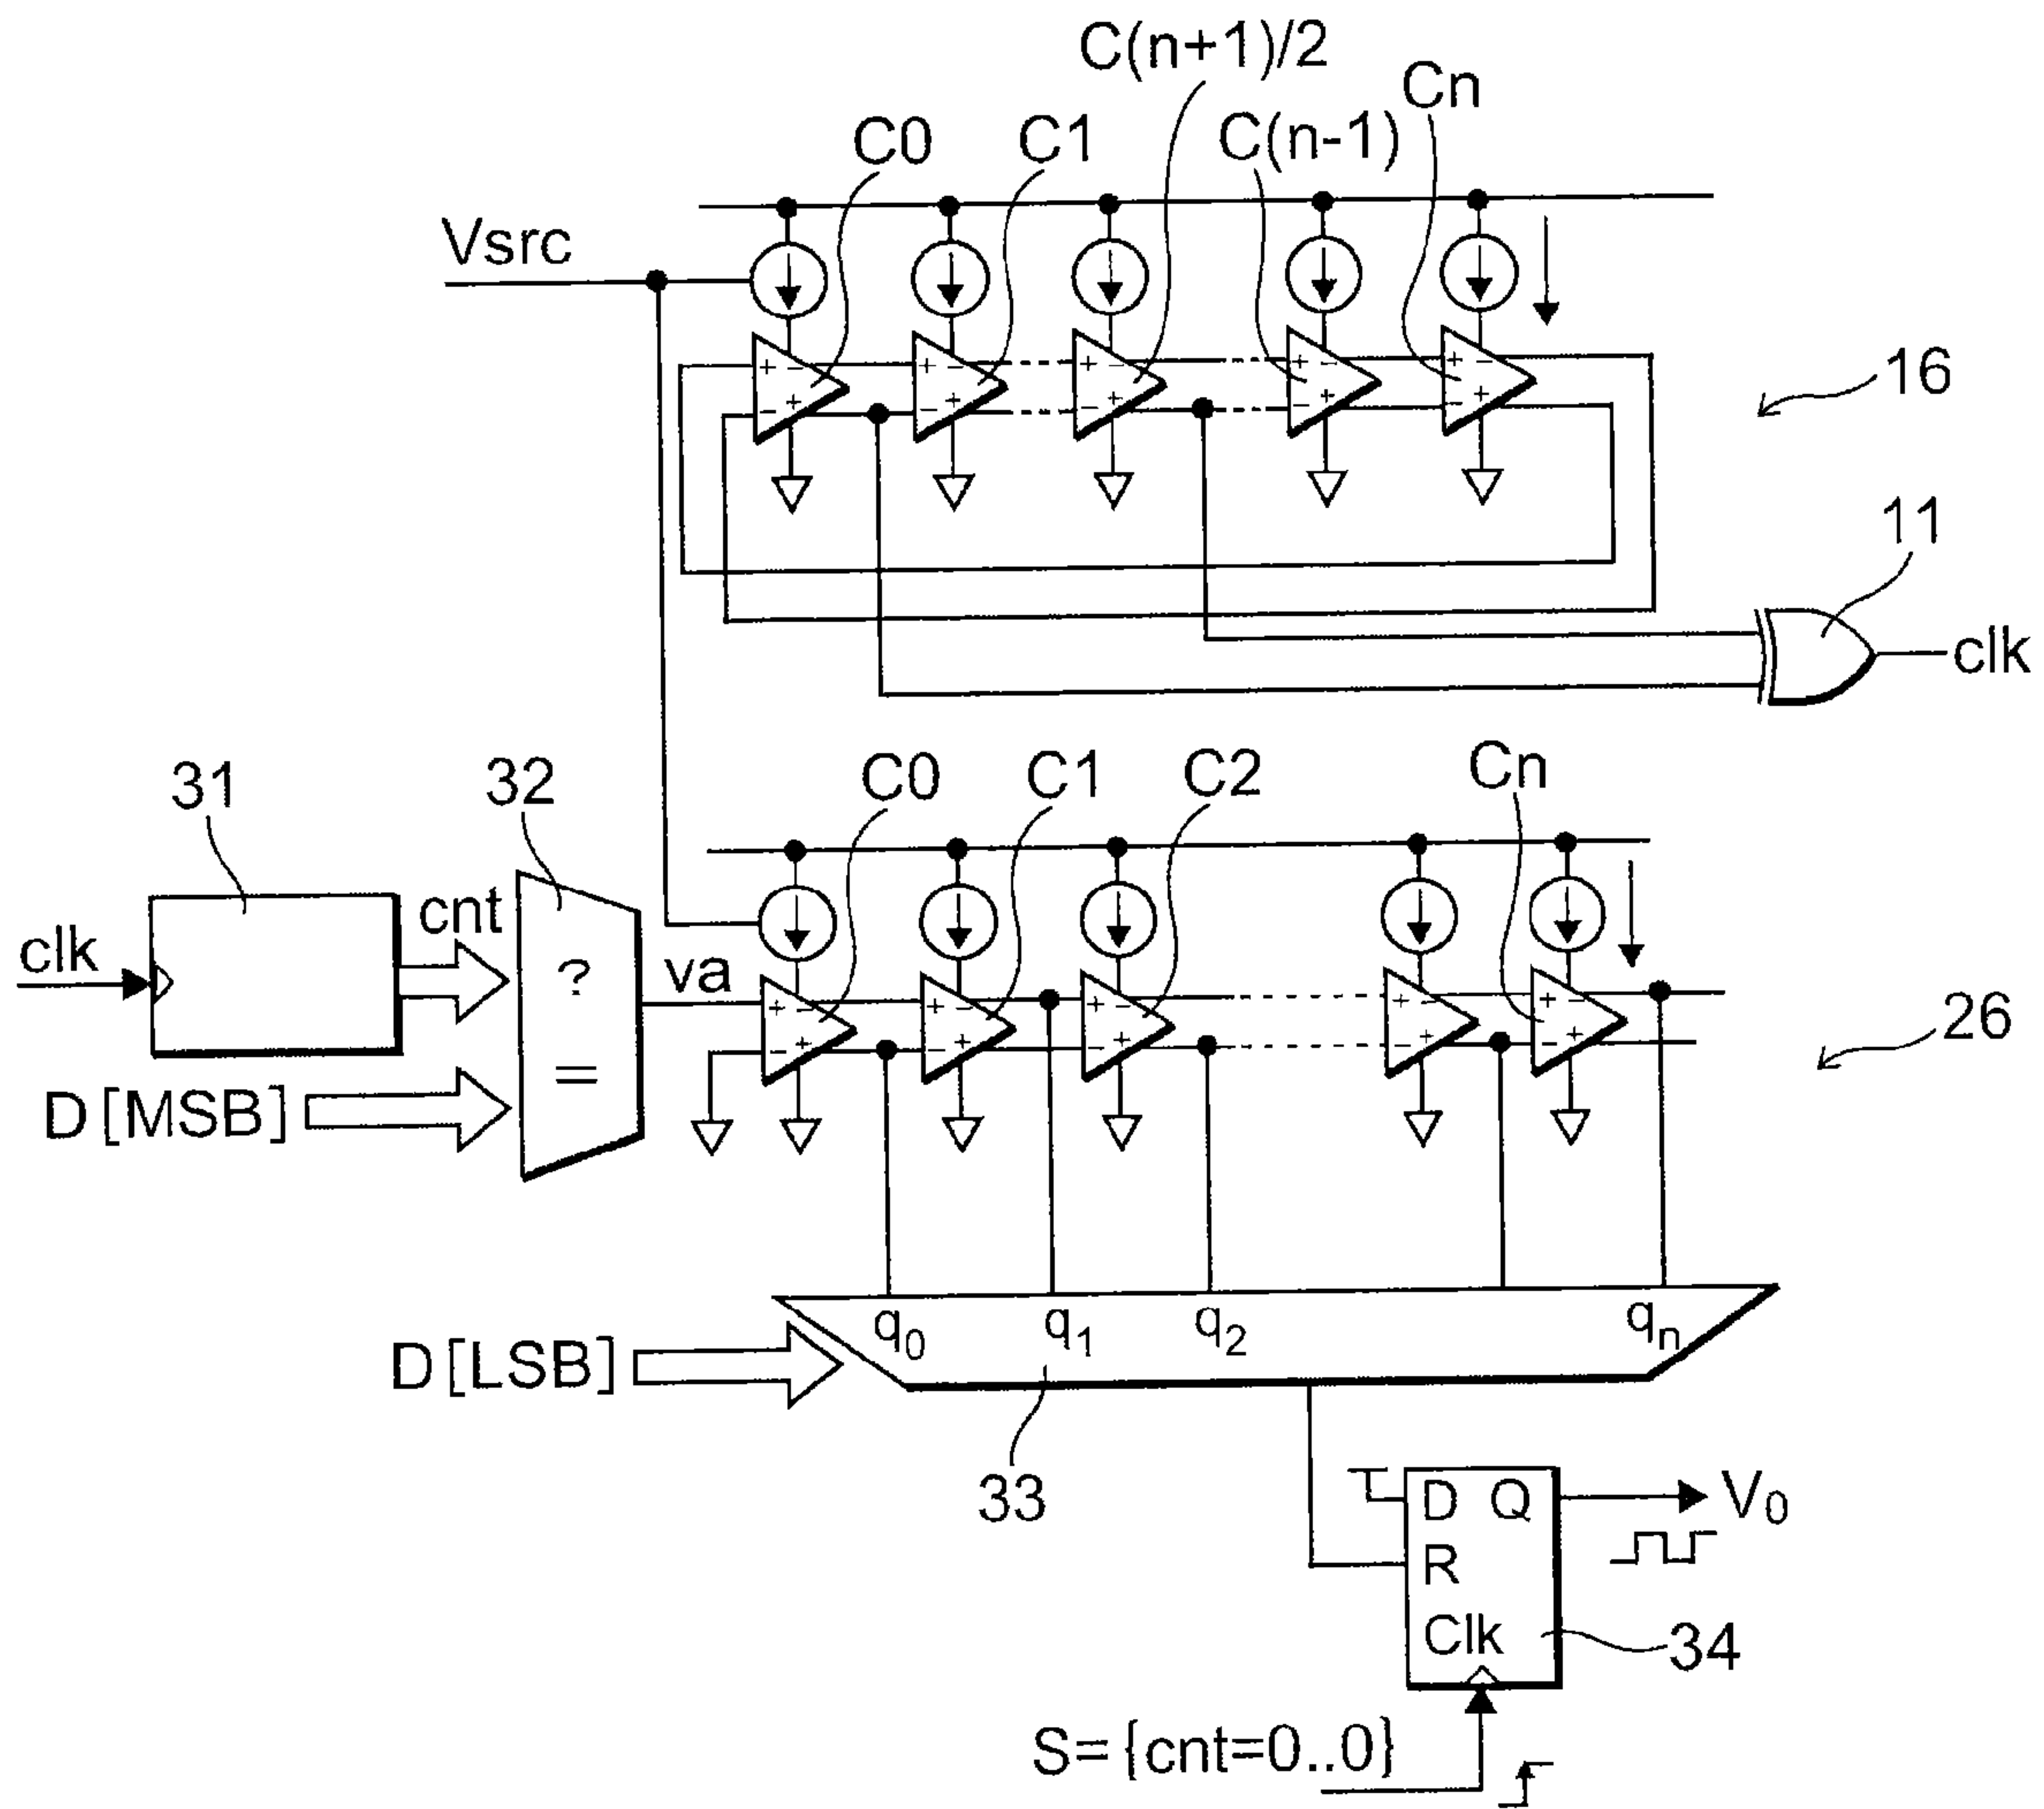 C(n+1)/2
Cn
C0
C1
C(n-1)
Vsrc
+ − + − + − + − + −
− + − + − + − + − +
16
11
clk
31
32
C0
C1
C2
Cn
cnt
clk
?
va
=
+ − + − + − + − + −
− + − + − + − + − +
26
D[MSB]
q0
q1
q2
qn
D[LSB]
33
D Q
V0
R
Clk
34
S={cnt=0..0}